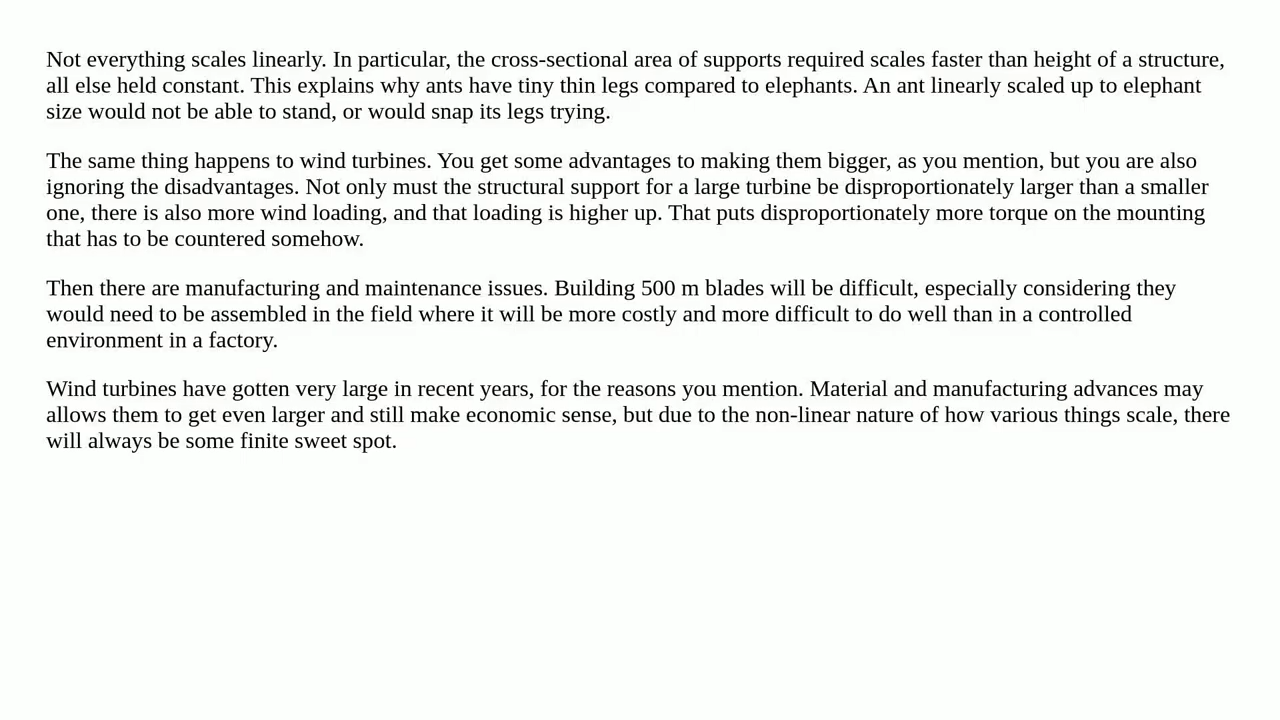 Not everything scales linearly. In particular, the cross-sectional area of supports required scales faster than height of a structure,
all else held constant. This explains why ants have tiny thin legs compared to elephants. An ant linearly scaled up to elephant
size would not be able to stand, or would snap its legs trying.
The same thing happens to wind turbines. You get some advantages to making them bigger, as you mention, but you are also
ignoring the disadvantages. Not only must the structural support for a large turbine be disproportionately larger than a smaller
one, there is also more wind loading, and that loading is higher up. That puts disproportionately more torque on the mounting
that has to be countered somehow.
Then there are manufacturing and maintenance issues. Building 500 m blades will be difficult, especially considering they
would need to be assembled in the field where it will be more costly and more difficult to do well than in a controlled
environment in a factory.
Wind turbines have gotten very large in recent years, for the reasons you mention. Material and manufacturing advances may
allows them to get even larger and still make economic sense, but due to the non-linear nature of how various things scale, there
will always be some finite sweet spot.